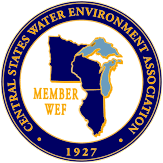 CENTRAL STATES WATER ENVIRONMENT ASSOCIATION
MEMBER
WEF
• 1927 •